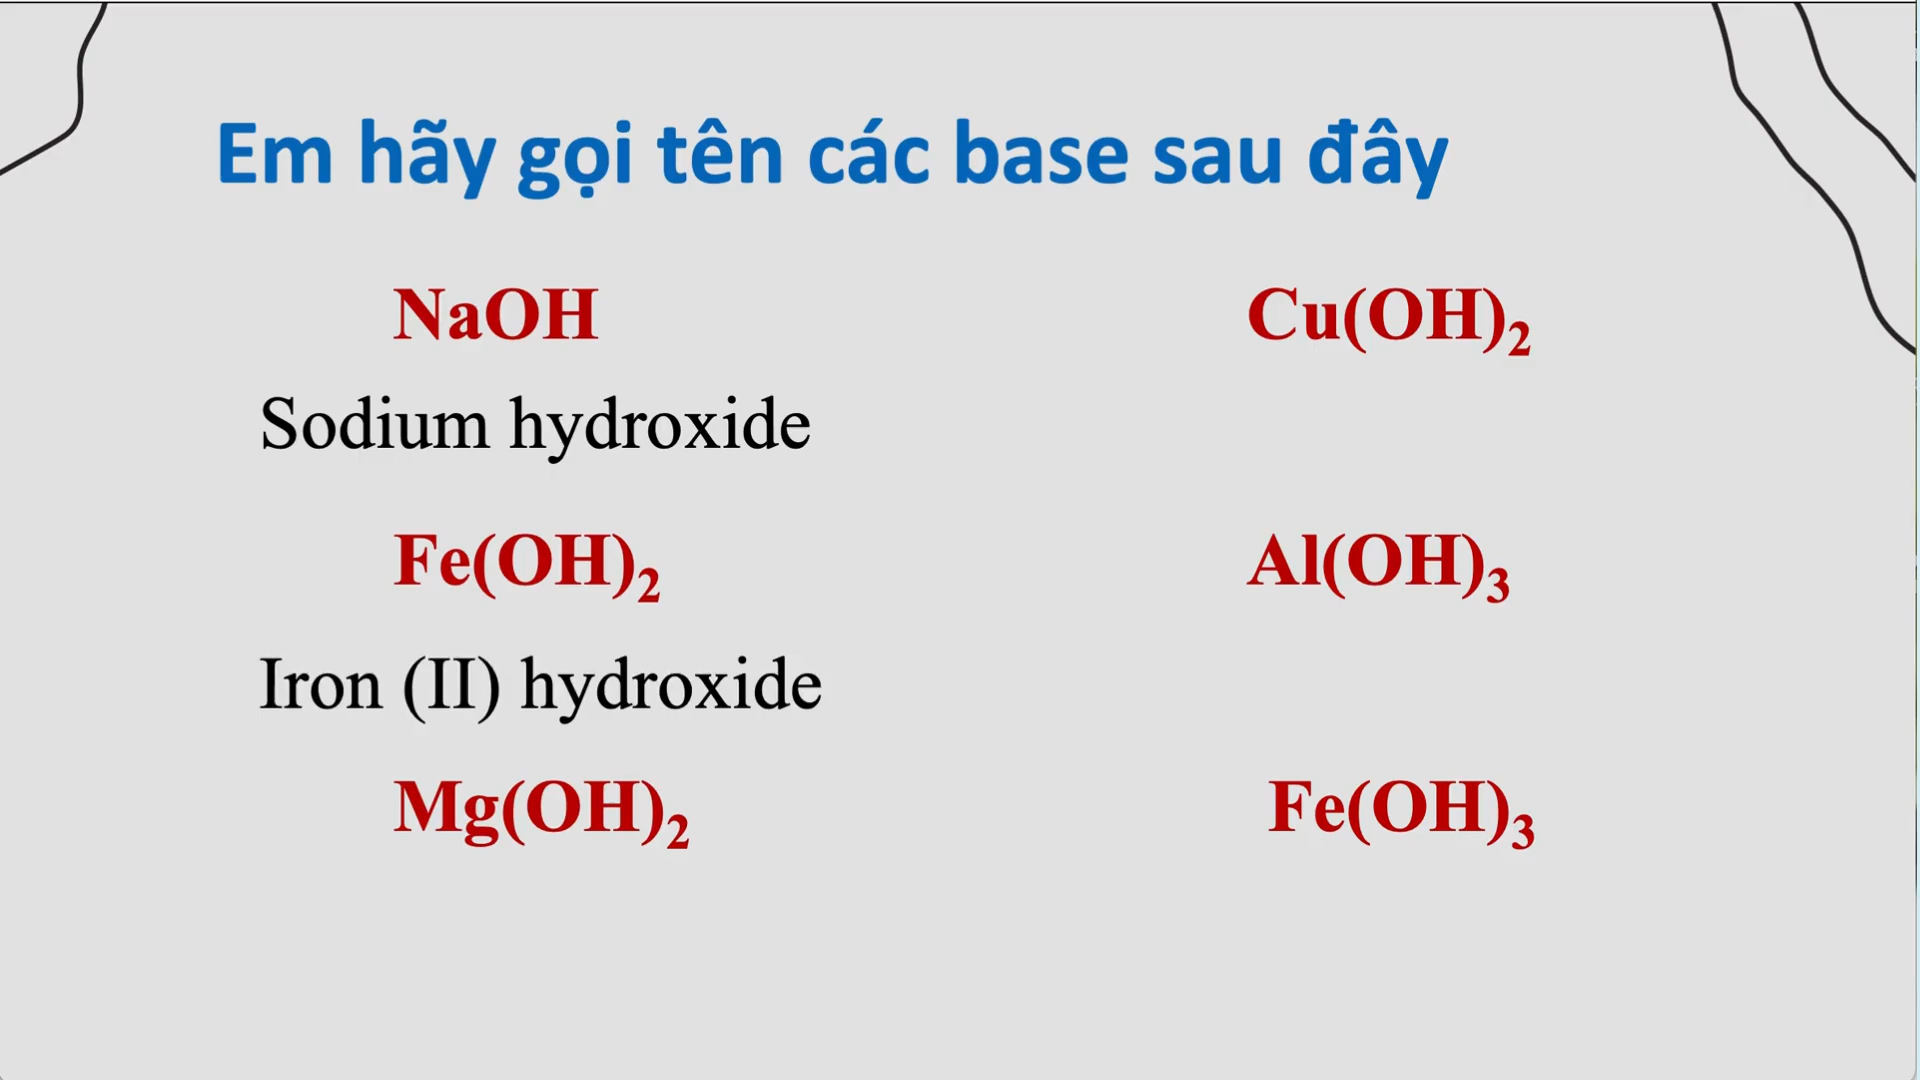 Em hãy gọi tên các base sau đây
NaOH
Cu(OH)₂
Sodium hydroxide
Fe(OH)₂
Al(OH)₃
Iron (II) hydroxide
Mg(OH)₂
Fe(OH)₃